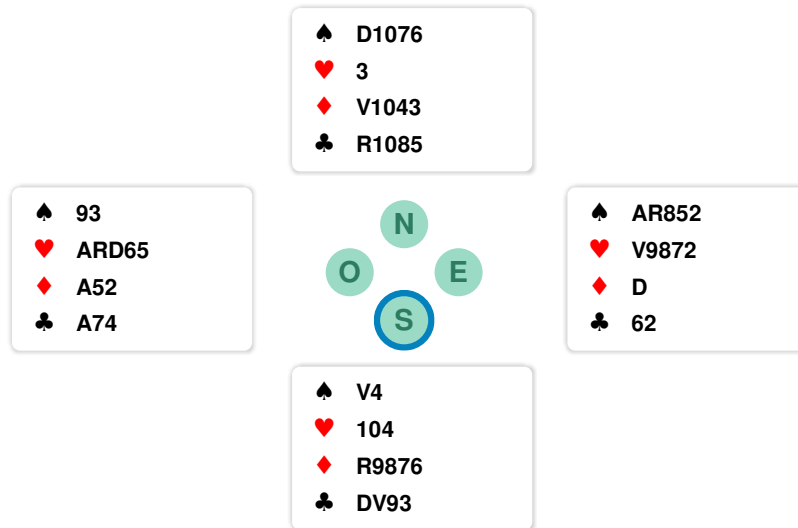 ♠ D1076
♥ 3
♦ V1043
♣ R1085
♠ 93
♥ ARD65
♦ A52
♣ A74
N
O E
S
♠ AR852
♥ V9872
♦ D
♣ 62
♠ V4
♥ 104
♦ R9876
♣ DV93